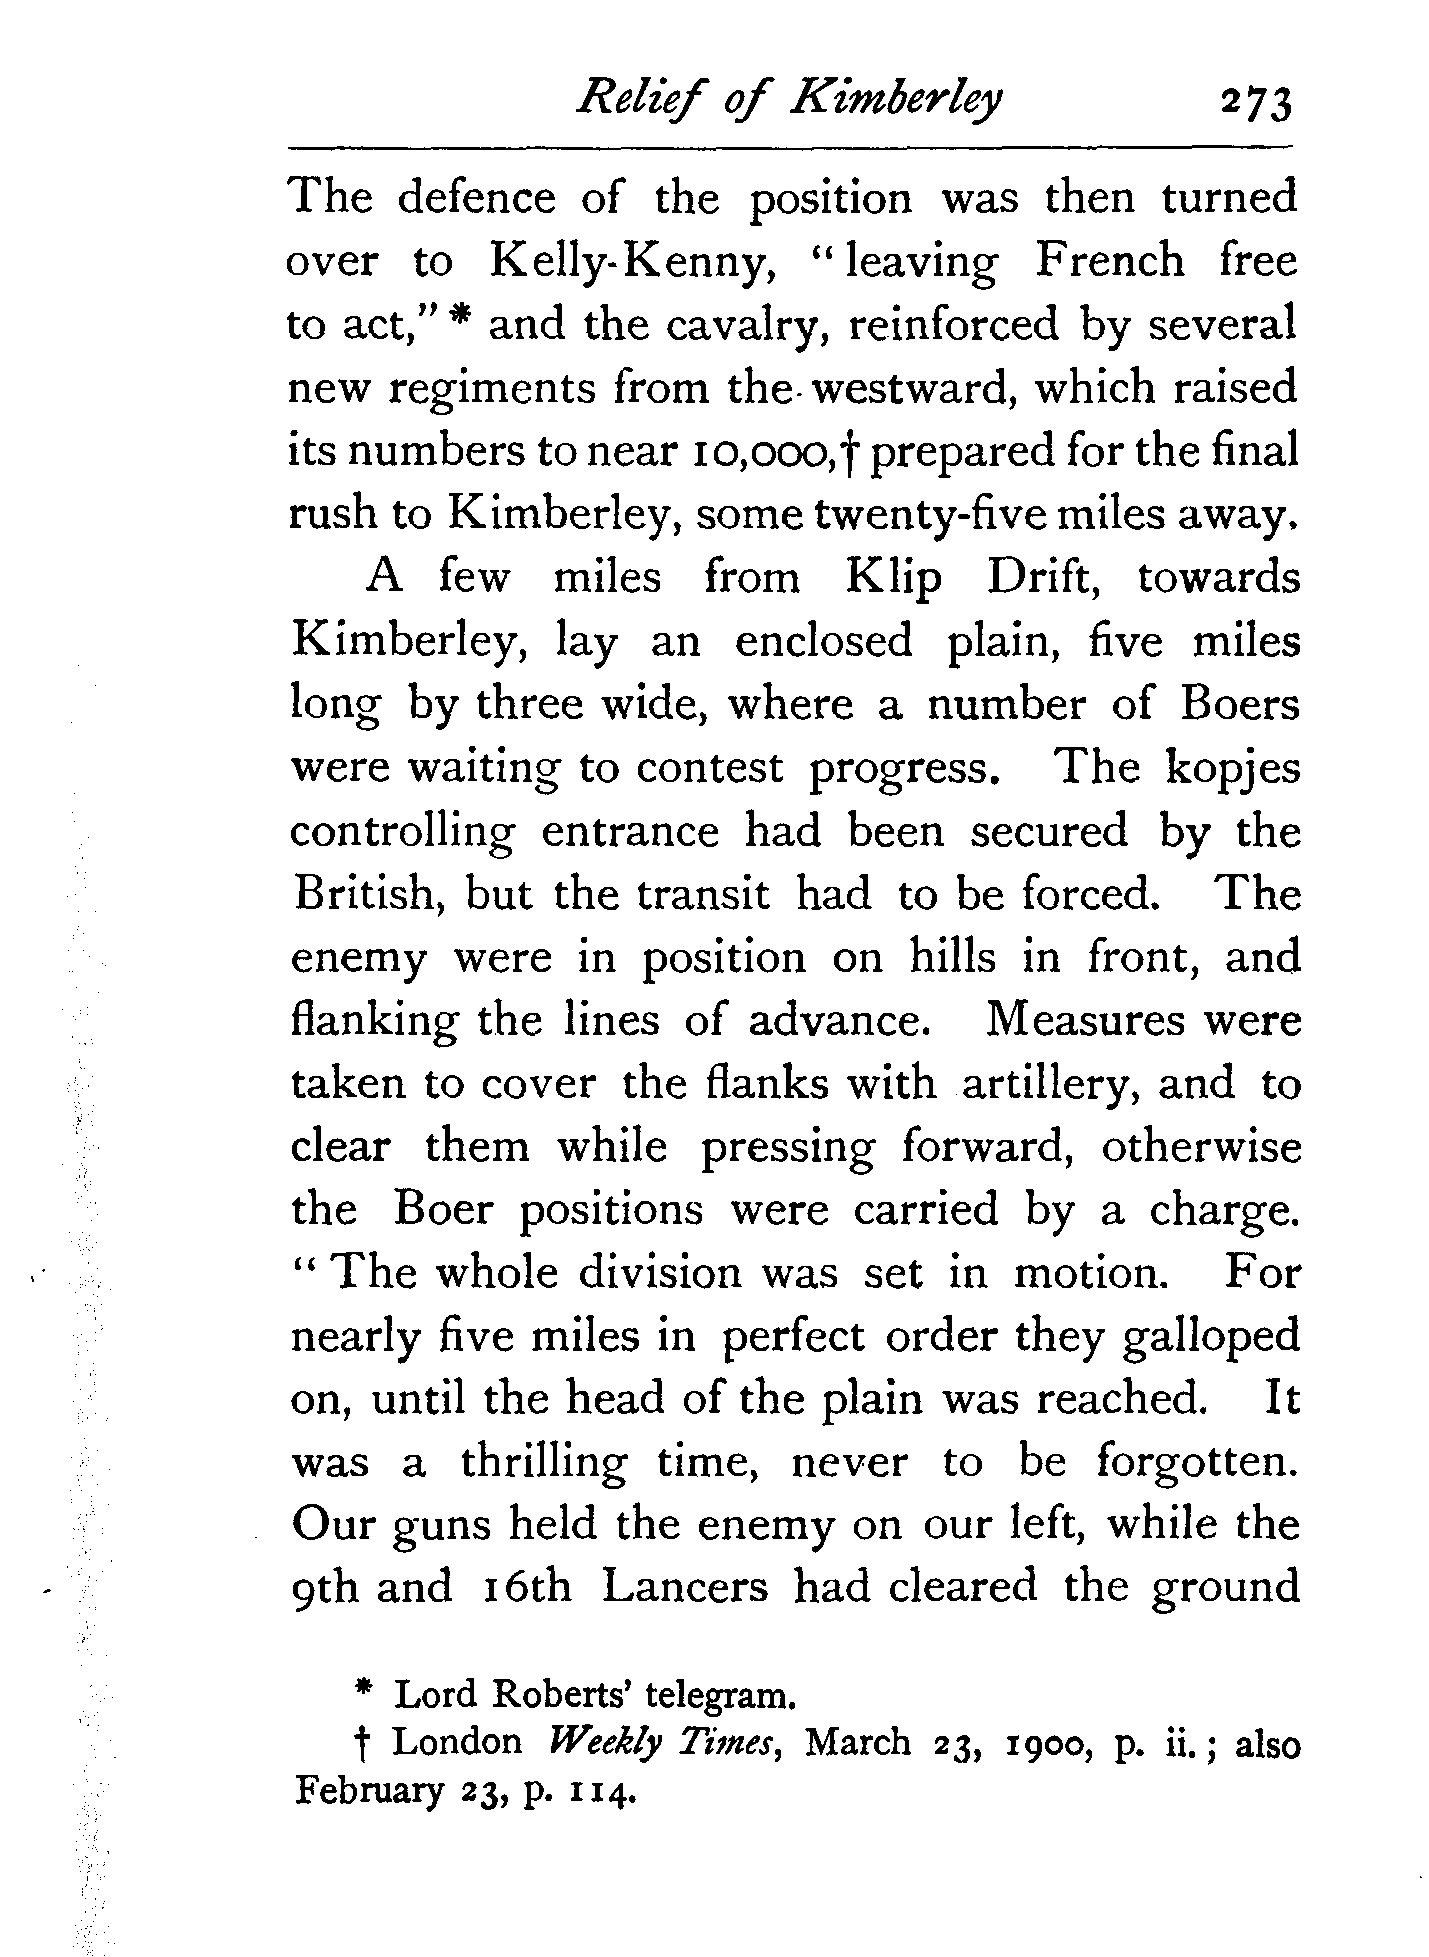 Relief of Kimberley 273
The defence of the position was then turned
over to Kelly-Kenny, “ leaving French free
to act,” * and the cavalry, reinforced by several
new regiments from the westward, which raised
its numbers to near 10,000,† prepared for the final
rush to Kimberley, some twenty-five miles away.
A few miles from Klip Drift, towards
Kimberley, lay an enclosed plain, five miles
long by three wide, where a number of Boers
were waiting to contest progress. The kopjes
controlling entrance had been secured by the
British, but the transit had to be forced. The
enemy were in position on hills in front, and
flanking the lines of advance. Measures were
taken to cover the flanks with artillery, and to
clear them while pressing forward, otherwise
the Boer positions were carried by a charge.
“ The whole division was set in motion. For
nearly five miles in perfect order they galloped
on, until the head of the plain was reached. It
was a thrilling time, never to be forgotten.
Our guns held the enemy on our left, while the
9th and 16th Lancers had cleared the ground
* Lord Roberts’ telegram.
† London Weekly Times, March 23, 1900, p. ii. ; also
February 23, p. 114.